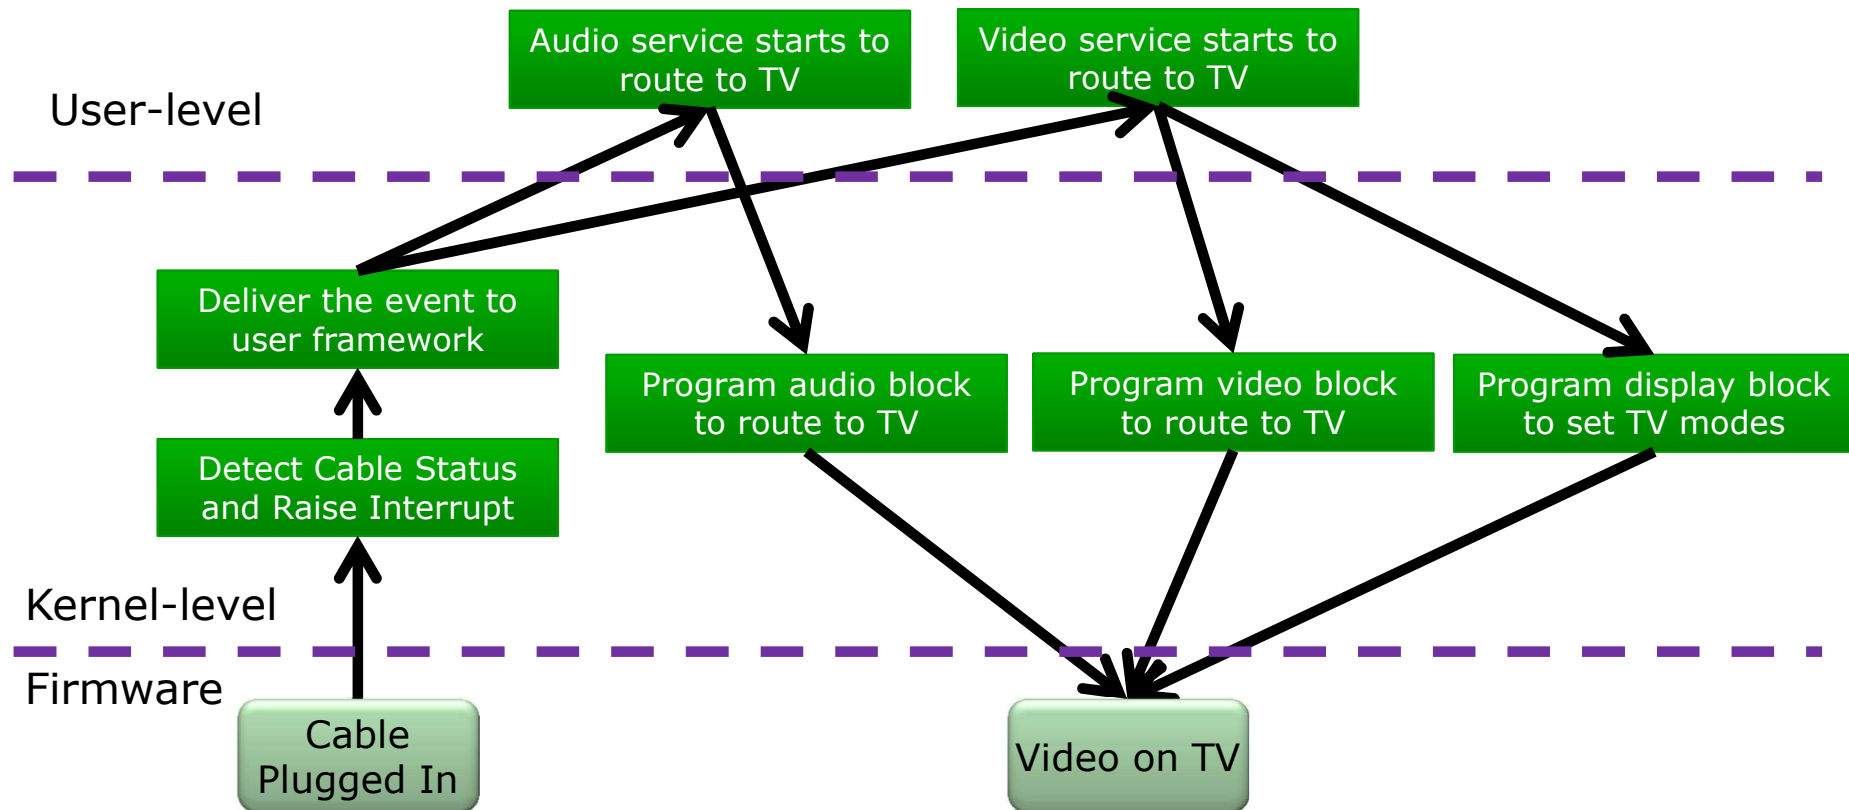 Audio service starts to
route to TV
Video service starts to
route to TV
User-level
Deliver the event to
user framework
Program audio block
to route to TV
Program video block
to route to TV
Program display block
to set TV modes
Detect Cable Status
and Raise Interrupt
Kernel-level
Firmware
Cable
Plugged In
Video on TV